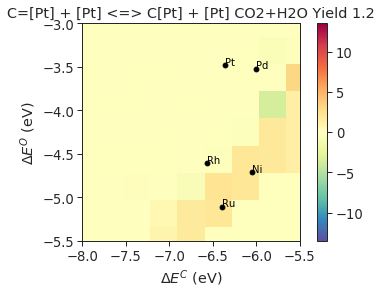 C=[Pt] + [Pt] <=> C[Pt] + [Pt] CO2+H2O Yield 1.2
−3.0
−3.5
−4.0
−4.5
−5.0
−5.5
ΔE^O (eV)
Pt
Pd
Rh
Ni
Ru
−8.0 −7.5 −7.0 −6.5 −6.0 −5.5
ΔE^C (eV)
10
5
0
−5
−10